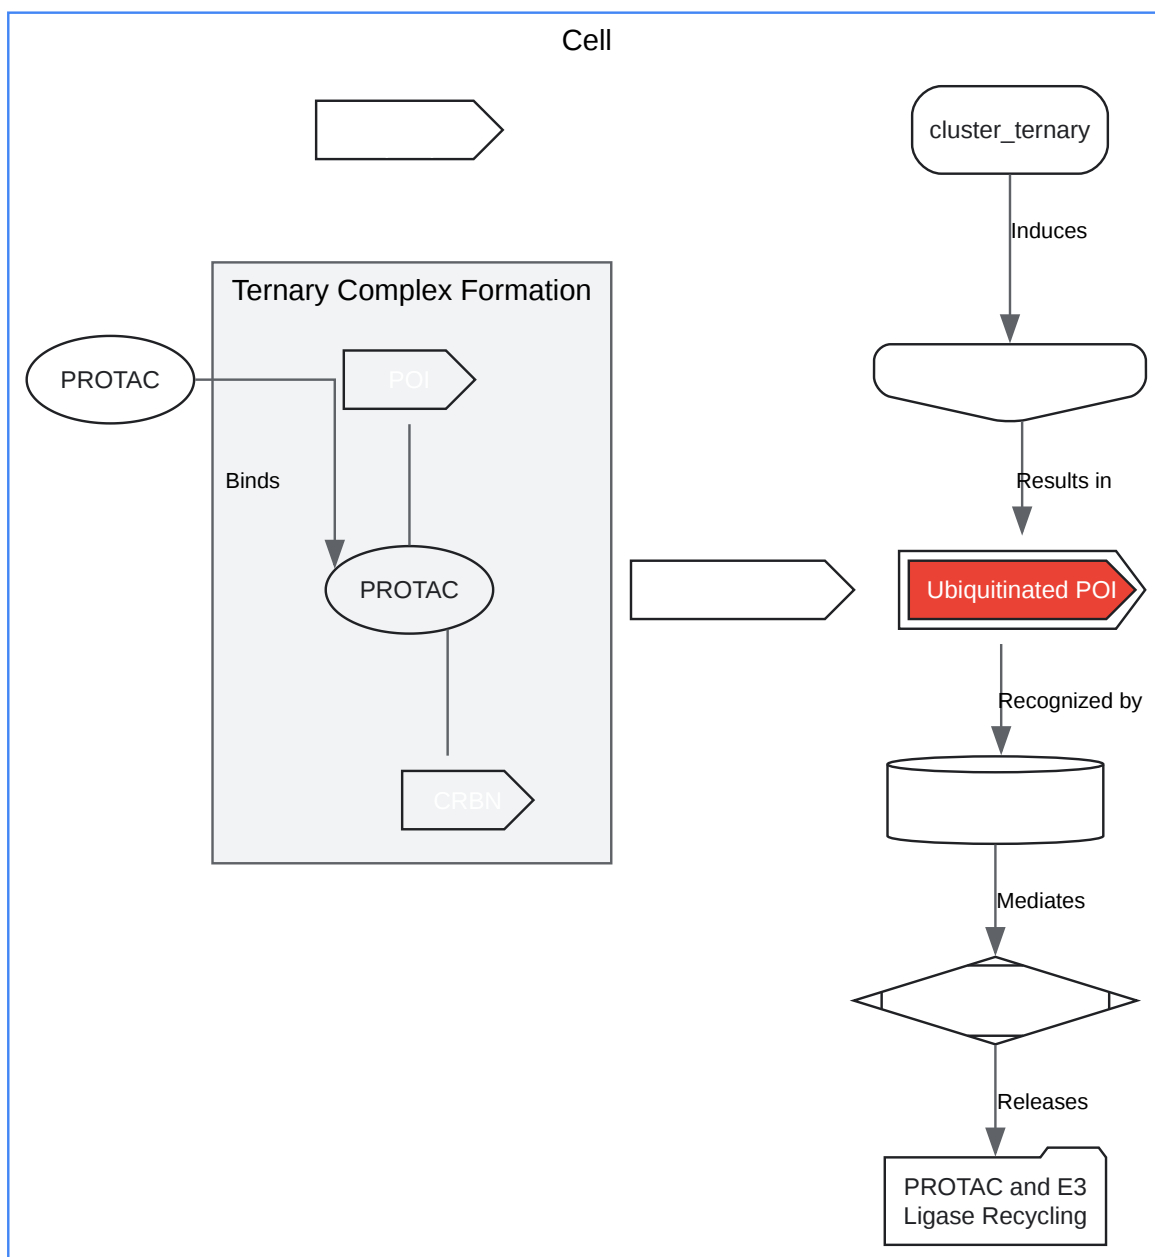 Cell
cluster_ternary
Induces
Ternary Complex Formation
PROTAC
POI
Binds
Results in
PROTAC
Ubiquitinated POI
Recognized by
CRBN
Mediates
Releases
PROTAC and E3
Ligase Recycling